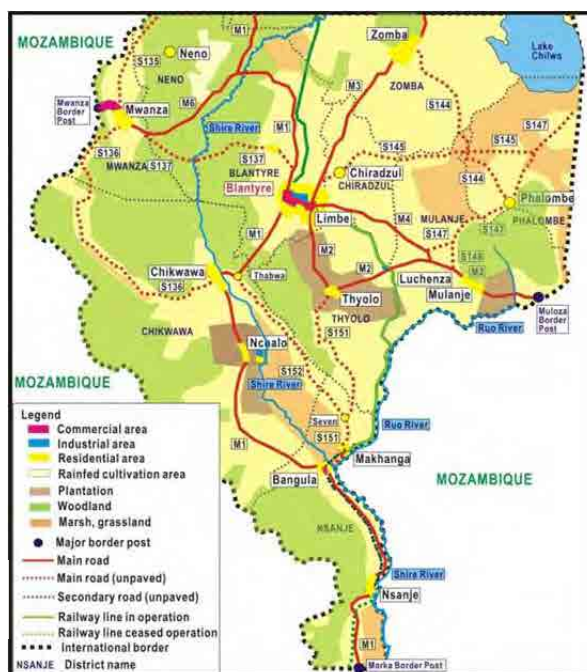 MOZAMBIQUE
M1
Zomba
Neno
S135
NENO
Lake
Chilws
Mwanza
Border
Post
Mwanza
M6
M3
ZOMBA
S144
Shire River
M1
S147
S136
MWANZA
S137
S137
BLANTYRE
S145
S145
Chiradzul
CHIRADZUL
S144
Blantyre
Phalombe
Limbe
M4
MULANJE
PHALOMBE
S147
S147
M1
M2
M2
S148
M2
Chikwawa
Thabwa
Luchenza
Mulanje
S136
Thyolo
THYOLO
S151
Muloza
Border
Post
Ruo River
CHIKWAWA
Nchalo
S152
MOZAMBIQUE
Shire River
Legend
Commercial area
Industrial area
Residential area
Rainfed cultivation area
Plantation
Woodland
Marsh, grassland
Major border post
Main road
Main road (unpaved)
Secondary road (unpaved)
Railway line in operation
Railway line ceased operation
International border
NSANJE District name
Seven
Ruo River
M1
S151
Makhanga
Bangula
MOZAMBIQUE
NSANJE
Shire River
Nsanje
M1
Marka Border Post